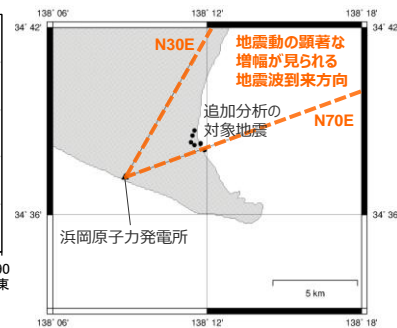 138° 06'
138° 12'
138° 18'
34° 42'
34° 42'
N30E
地震動の顕著な
増幅が見られる
地震波到来方向
追加分析の
対象地震
N70E
34° 36'
34° 36'
浜岡原子力発電所
5 km
90
東
138° 06'
138° 12'
138° 18'